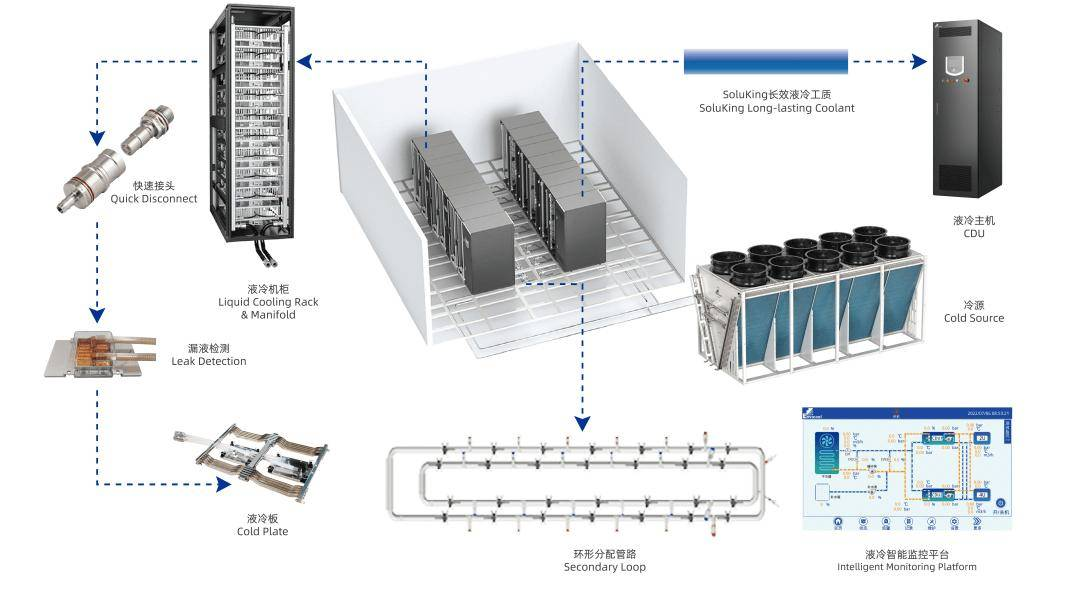 SoluKing长效液冷工质
SoluKing Long-lasting Coolant
快速接头
Quick Disconnect
液冷主机
CDU
液冷机柜
Liquid Cooling Rack
& Manifold
冷源
Cold Source
漏液检测
Leak Detection
液冷板
Cold Plate
环形分配管路
Secondary Loop
液冷智能监控平台
Intelligent Monitoring Platform